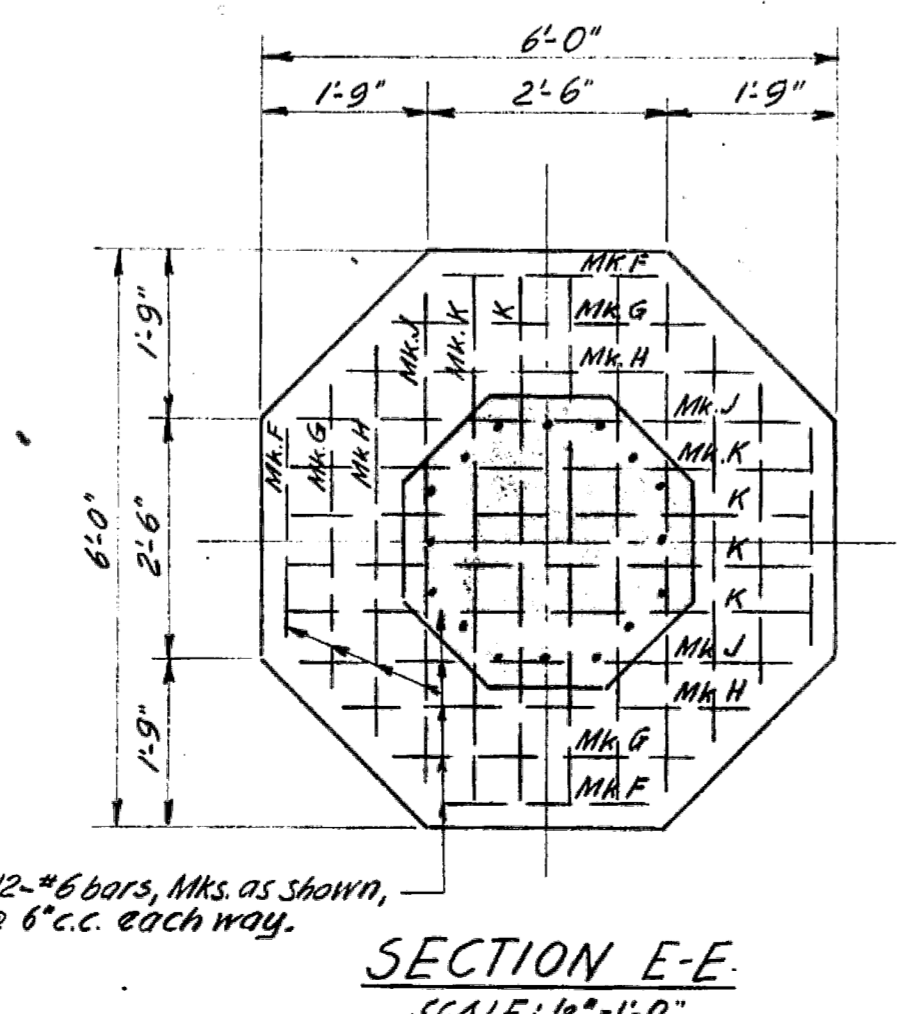 6'-0"
1'-9" 2'-6" 1'-9"
Mk. F
Mk. G
Mk. H
Mk. J
Mk. K
K
K
K
Mk. J
Mk. H
Mk. G
Mk. F
Mk. F
Mk. G
Mk. H
Mk. J
Mk. K
K
6'-0"
1'-9"
2'-6"
1'-9"
12-#6 bars, Mks. as shown,
6" c.c. each way.
SECTION E-E.